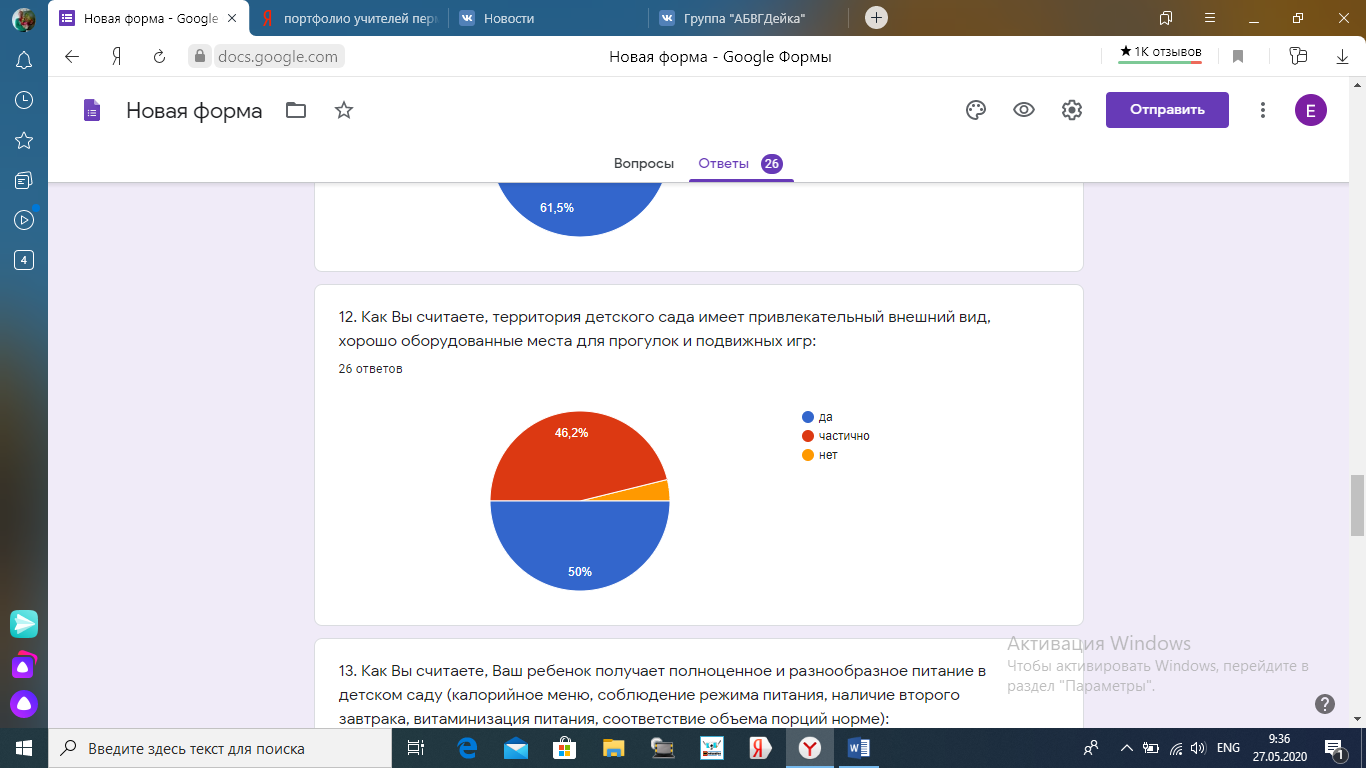 Новая форма - Google
портфолио учителей пер
Новости
Группа "АБВГДейка"
docs.google.com
Новая форма - Google Формы
★ 1K отзывов
Новая форма
Отправить
E
Вопросы
Ответы 26
4
61,5%
12. Как Вы считаете, территория детского сада имеет привлекательный внешний вид,
хорошо оборудованные места для прогулок и подвижных игр:
26 ответов
46,2%
50%
да
частично
нет
13. Как Вы считаете, Ваш ребенок получает полноценное и разнообразное питание в
детском саду (калорийное меню, соблюдение режима питания, наличие второго
завтрака, витаминизация питания, соответствие объема порций норме):
Активация Windows
Чтобы активировать Windows, перейдите в
раздел "Параметры".
Введите здесь текст для поиска
ENG
9:36
27.05.2020
1